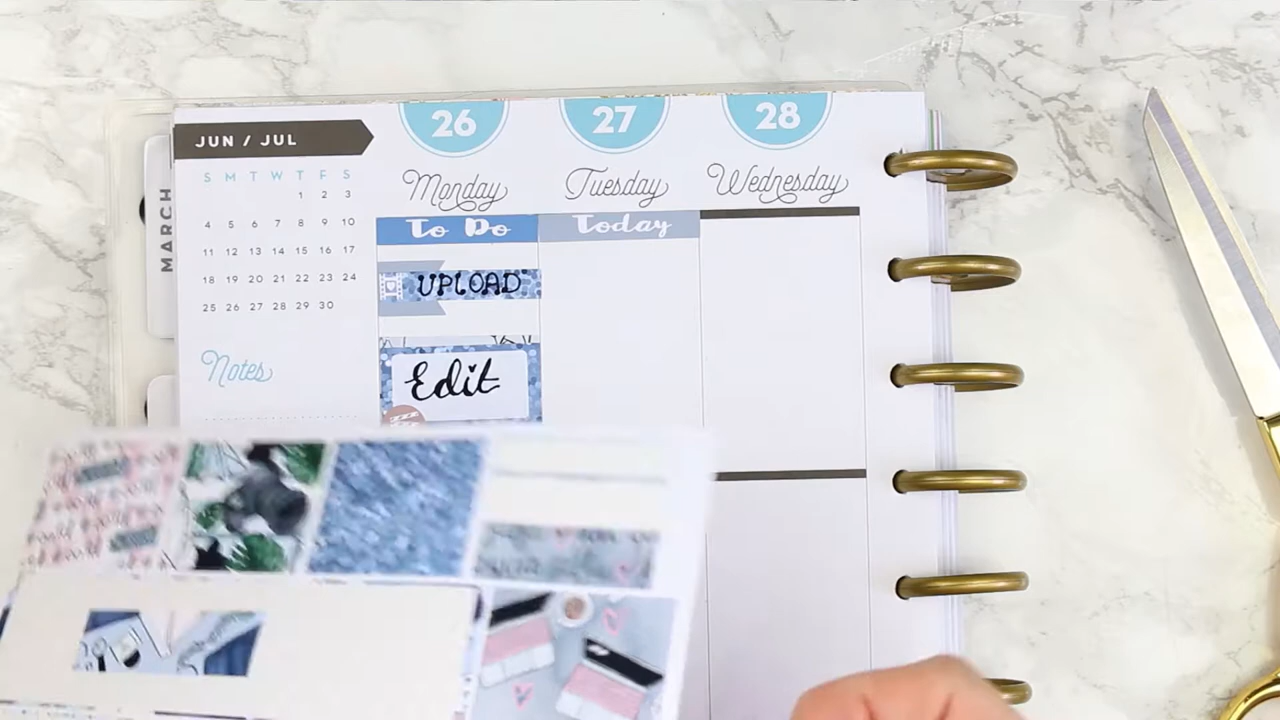 26 27 28
JUN / JUL
Monday Tuesday Wednesday
S M T W T F S
1 2 3
4 5 6 7 8 9 10
11 12 13 14 15 16 17
18 19 20 21 22 23 24
25 26 27 28 29 30
MARCH
To Do Today
UPLOAD
Notes
Edit